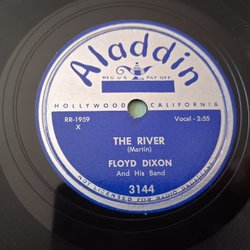 Aladdin
REG. U.S. PAT. OFF.
HOLLYWOOD CALIFORNIA
RR-1959 Vocal - 2:55
X
THE RIVER
(Martin)
FLOYD DIXON
And His Band
3144
NOT LICENSED FOR RADIO BROADCAST